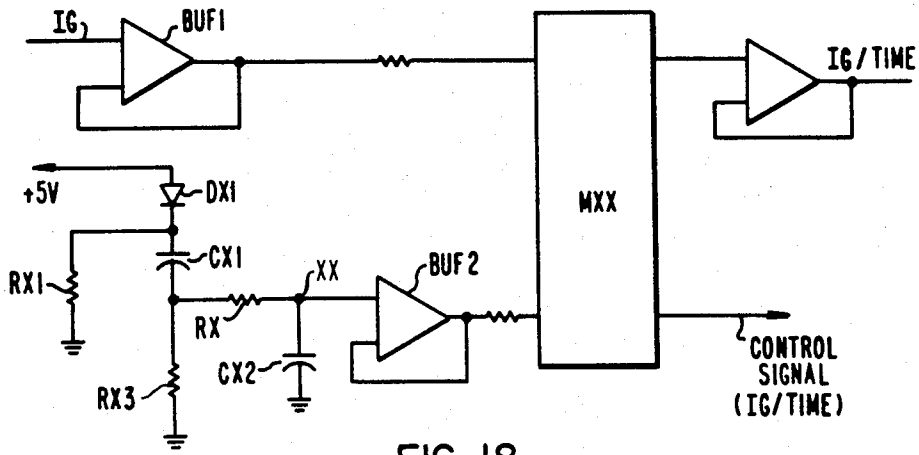 IG
BUF1
IG/TIME
+5V
DX1
MXX
RX1
CX1
XX
BUF2
RX
CX2
RX3
CONTROL
SIGNAL
(IG/TIME)
FIG. 18